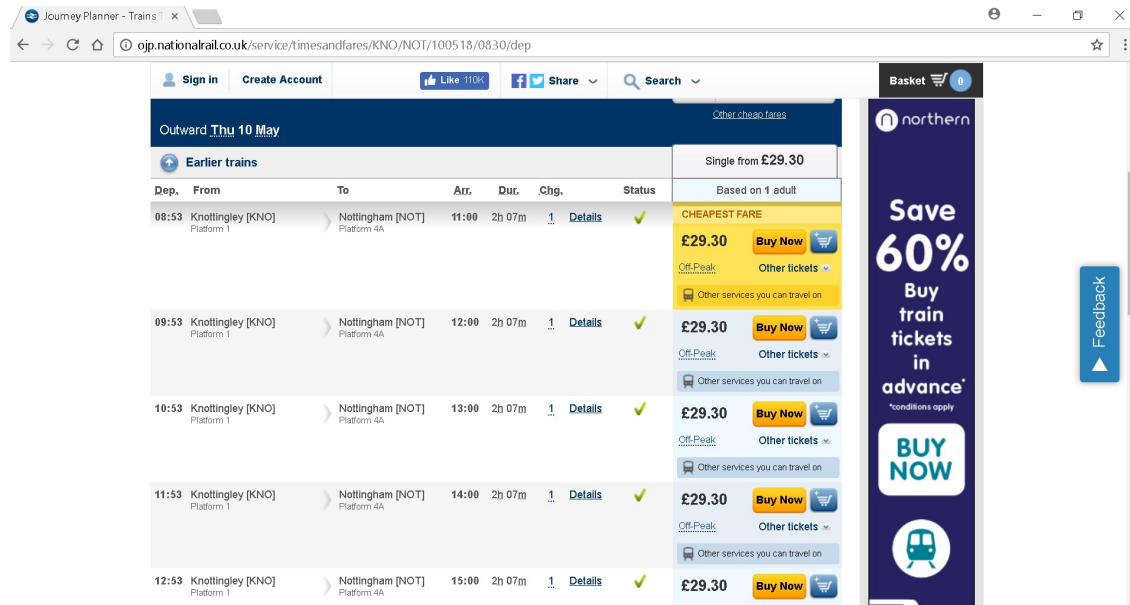 Journey Planner - Trains T
ojp.nationalrail.co.uk/service/timesandfares/KNO/NOT/100518/0830/dep
Sign in Create Account Like 110K Share Search Basket 0
Other cheap fares
Outward Thu 10 May
Earlier trains
Single from £29.30
Dep. From To Arr. Dur. Chg. Status Based on 1 adult
08:53 Knottingley [KNO] Nottingham [NOT] 11:00 2h 07m 1 Details
Platform 1 Platform 4A
CHEAPEST FARE
£29.30 Buy Now
Off-Peak Other tickets
Other services you can travel on
09:53 Knottingley [KNO] Nottingham [NOT] 12:00 2h 07m 1 Details
Platform 1 Platform 4A
£29.30 Buy Now
Off-Peak Other tickets
Other services you can travel on
10:53 Knottingley [KNO] Nottingham [NOT] 13:00 2h 07m 1 Details
Platform 1 Platform 4A
£29.30 Buy Now
Off-Peak Other tickets
Other services you can travel on
11:53 Knottingley [KNO] Nottingham [NOT] 14:00 2h 07m 1 Details
Platform 1 Platform 4A
£29.30 Buy Now
Off-Peak Other tickets
Other services you can travel on
12:53 Knottingley [KNO] Nottingham [NOT] 15:00 2h 07m 1 Details
Platform 1 Platform 4A
£29.30 Buy Now
northern
Save
60%
Buy
train
tickets
in
advance*
*conditions apply
BUY
NOW
Feedback